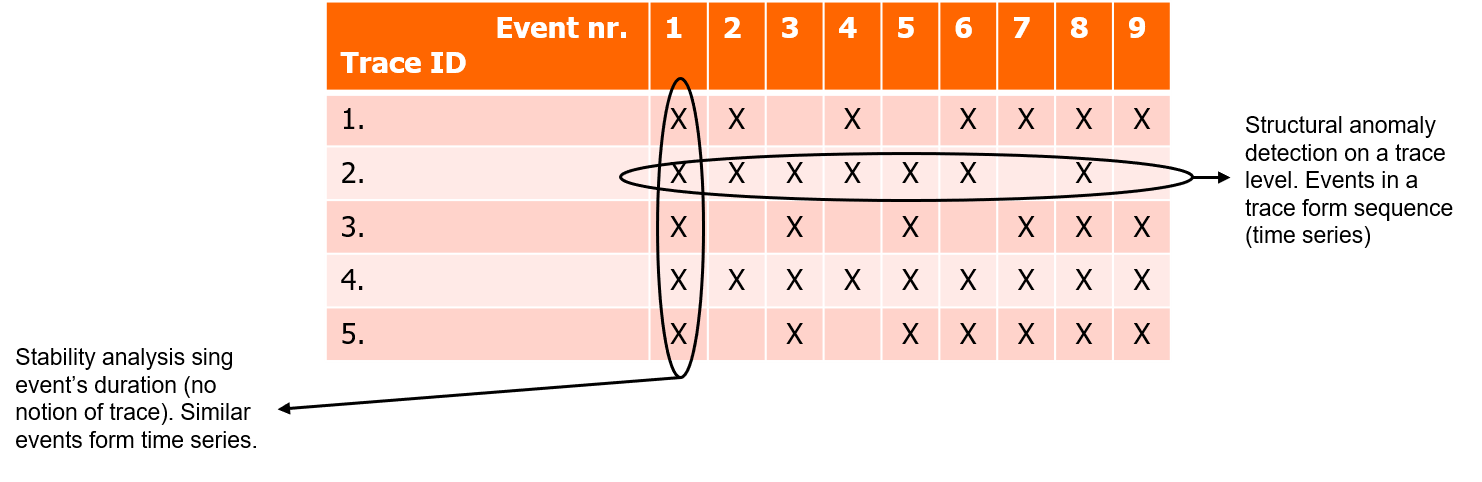 Event nr. 1 2 3 4 5 6 7 8 9
Trace ID
1. X X X X X X X
2. X X X X X X X
3. X X X X X X
4. X X X X X X X X X
5. X X X X X X X
Structural anomaly
detection on a trace
level. Events in a
trace form sequence
(time series)
Stability analysis sing
event’s duration (no
notion of trace). Similar
events form time series.